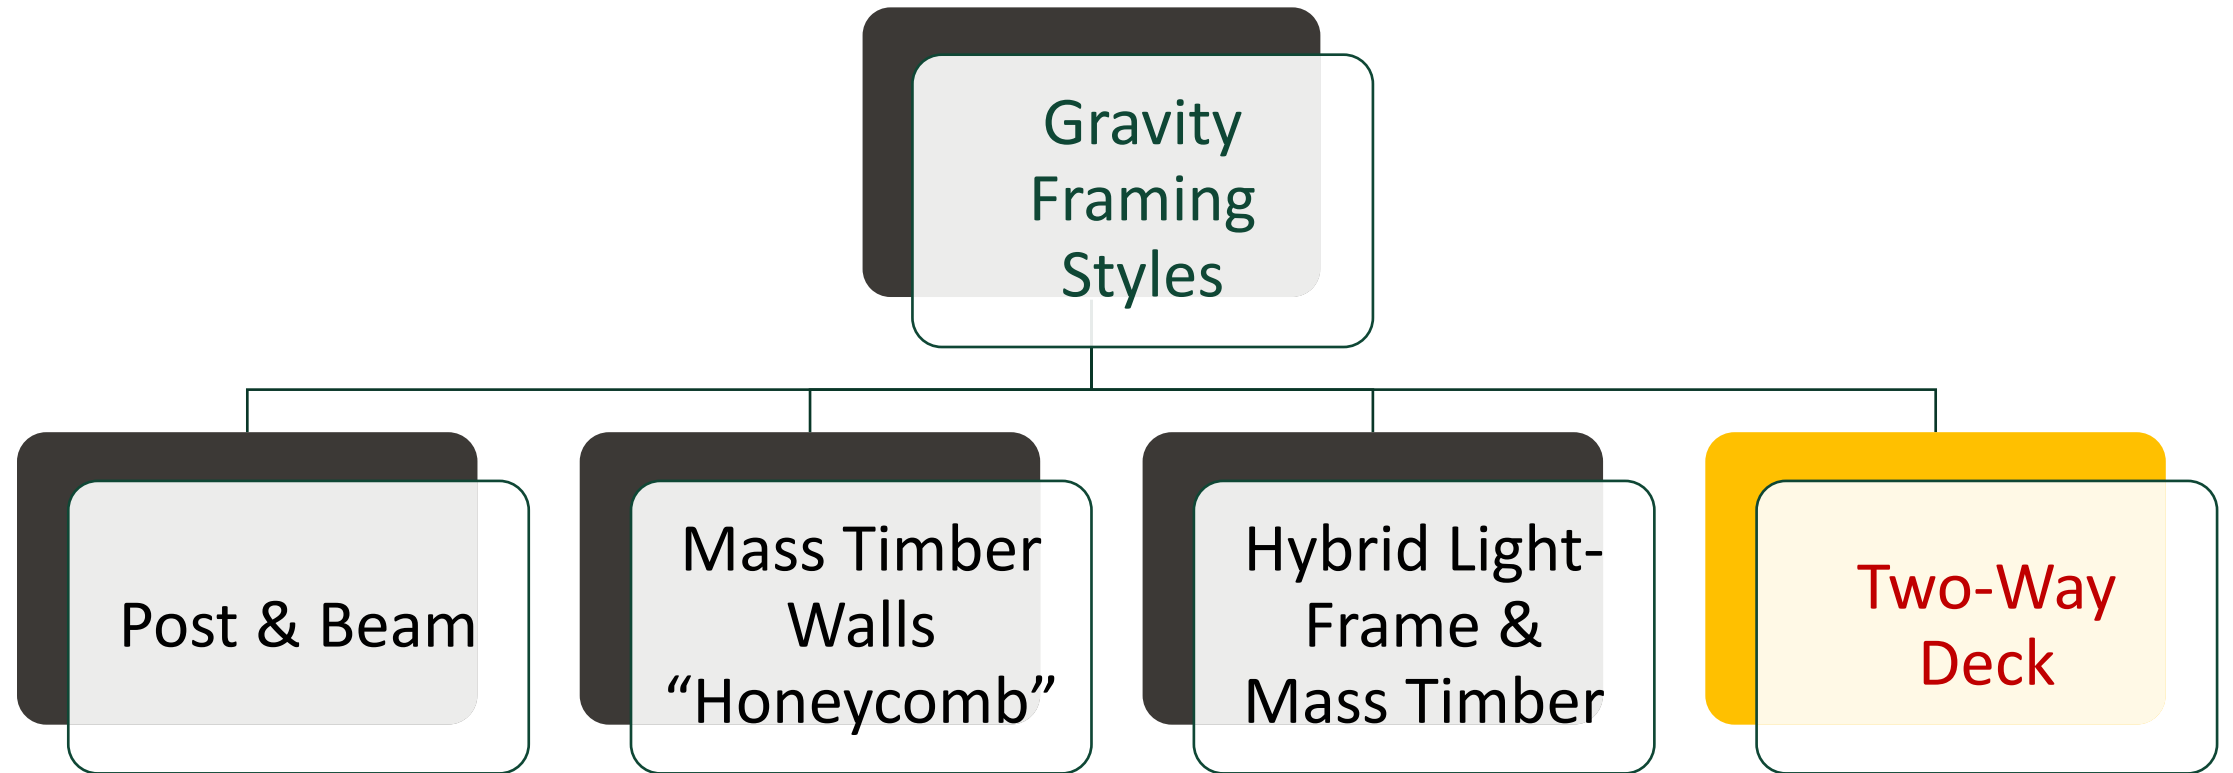 Gravity
Framing
Styles
Post & Beam
Mass Timber
Walls
“Honeycomb”
Hybrid Light-
Frame &
Mass Timber
Two-Way
Deck